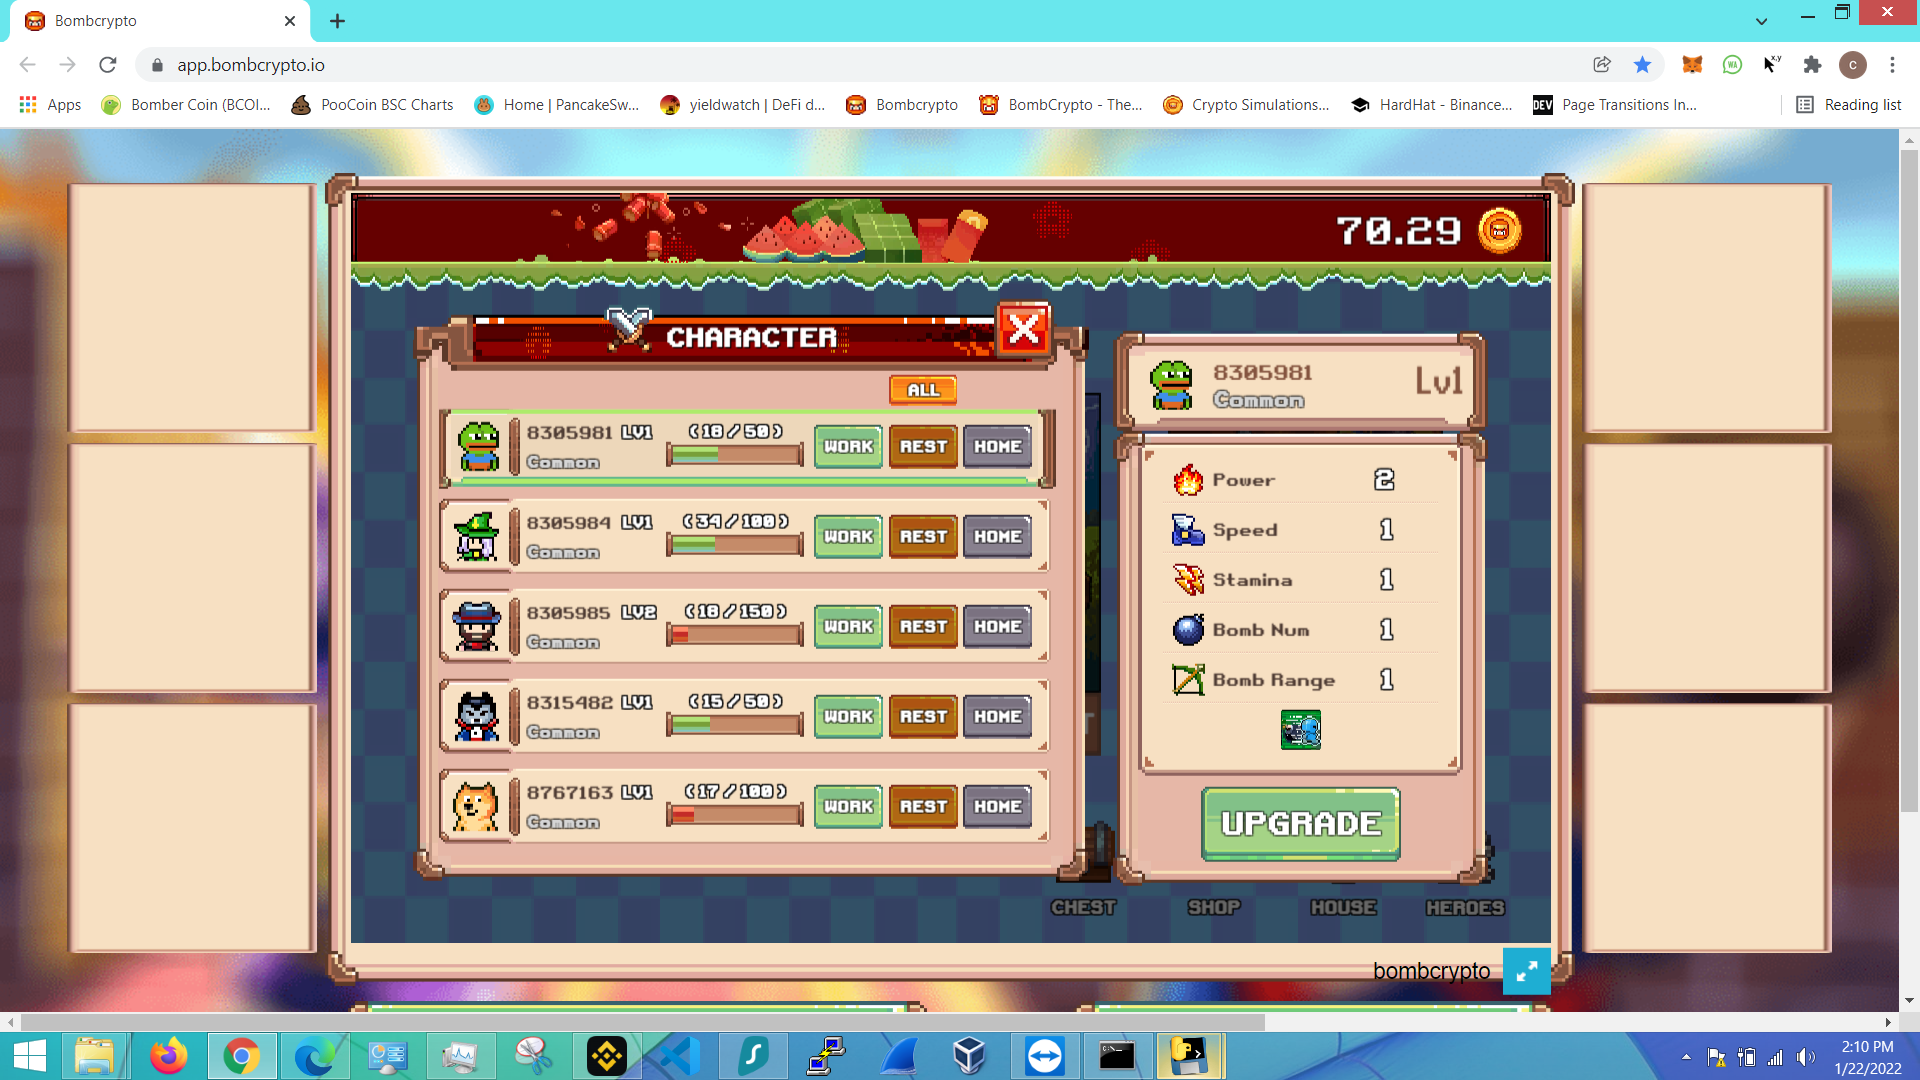 Bombcrypto
app.bombcrypto.io
C
Apps
Bomber Coin (BCOI...
PooCoin BSC Charts
Home | PancakeSw...
yieldwatch | DeFi d...
Bombcrypto
BombCrypto - The...
Crypto Simulations...
HardHat - Binance...
DEV
Page Transitions In...
Reading list
70.29
CHARACTER
ALL
8305981 LV1 (18/50)
Common
WORK REST HOME
8305984 LV1 (34/100)
Common
WORK REST HOME
8305985 LV2 (18/150)
Common
WORK REST HOME
8315482 LV1 (15/50)
Common
WORK REST HOME
8767163 LV1 (17/100)
Common
WORK REST HOME
8305981
Common
Lv1
Power 2
Speed 1
Stamina 1
Bomb Num 1
Bomb Range 1
UPGRADE
CHEST SHOP HOUSE HEROES
bombcrypto
2:10 PM
1/22/2022